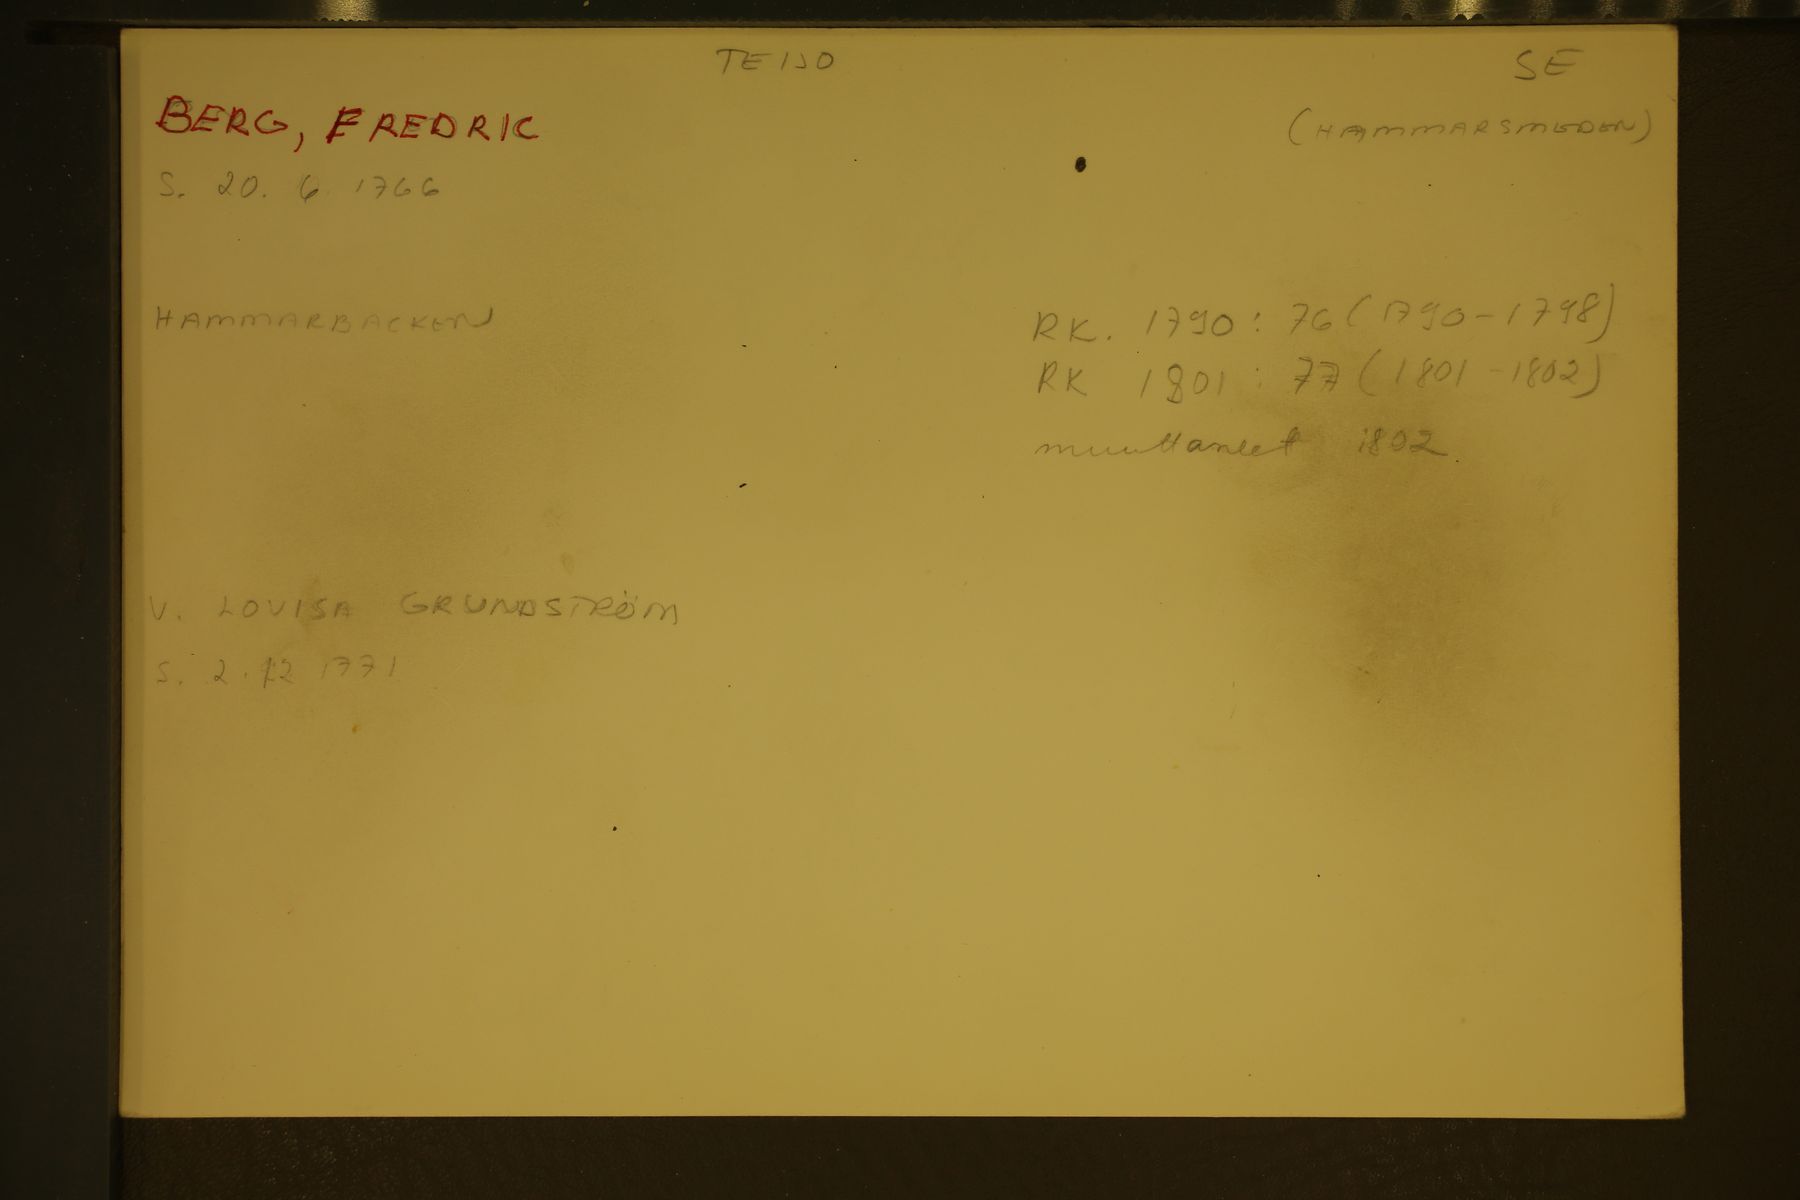 TEIJO SE
BERG, FREDRIC (HAMMARSMEDEN)
S. 20. 6. 1766
HAMMARBACKEN RK. 1790: 76 (1790-1798)
RK 1801: 77 (1801-1802)
muuttaneet 1802.
V. LOVISA GRUNDSTRÖM
S. 2.12 1771